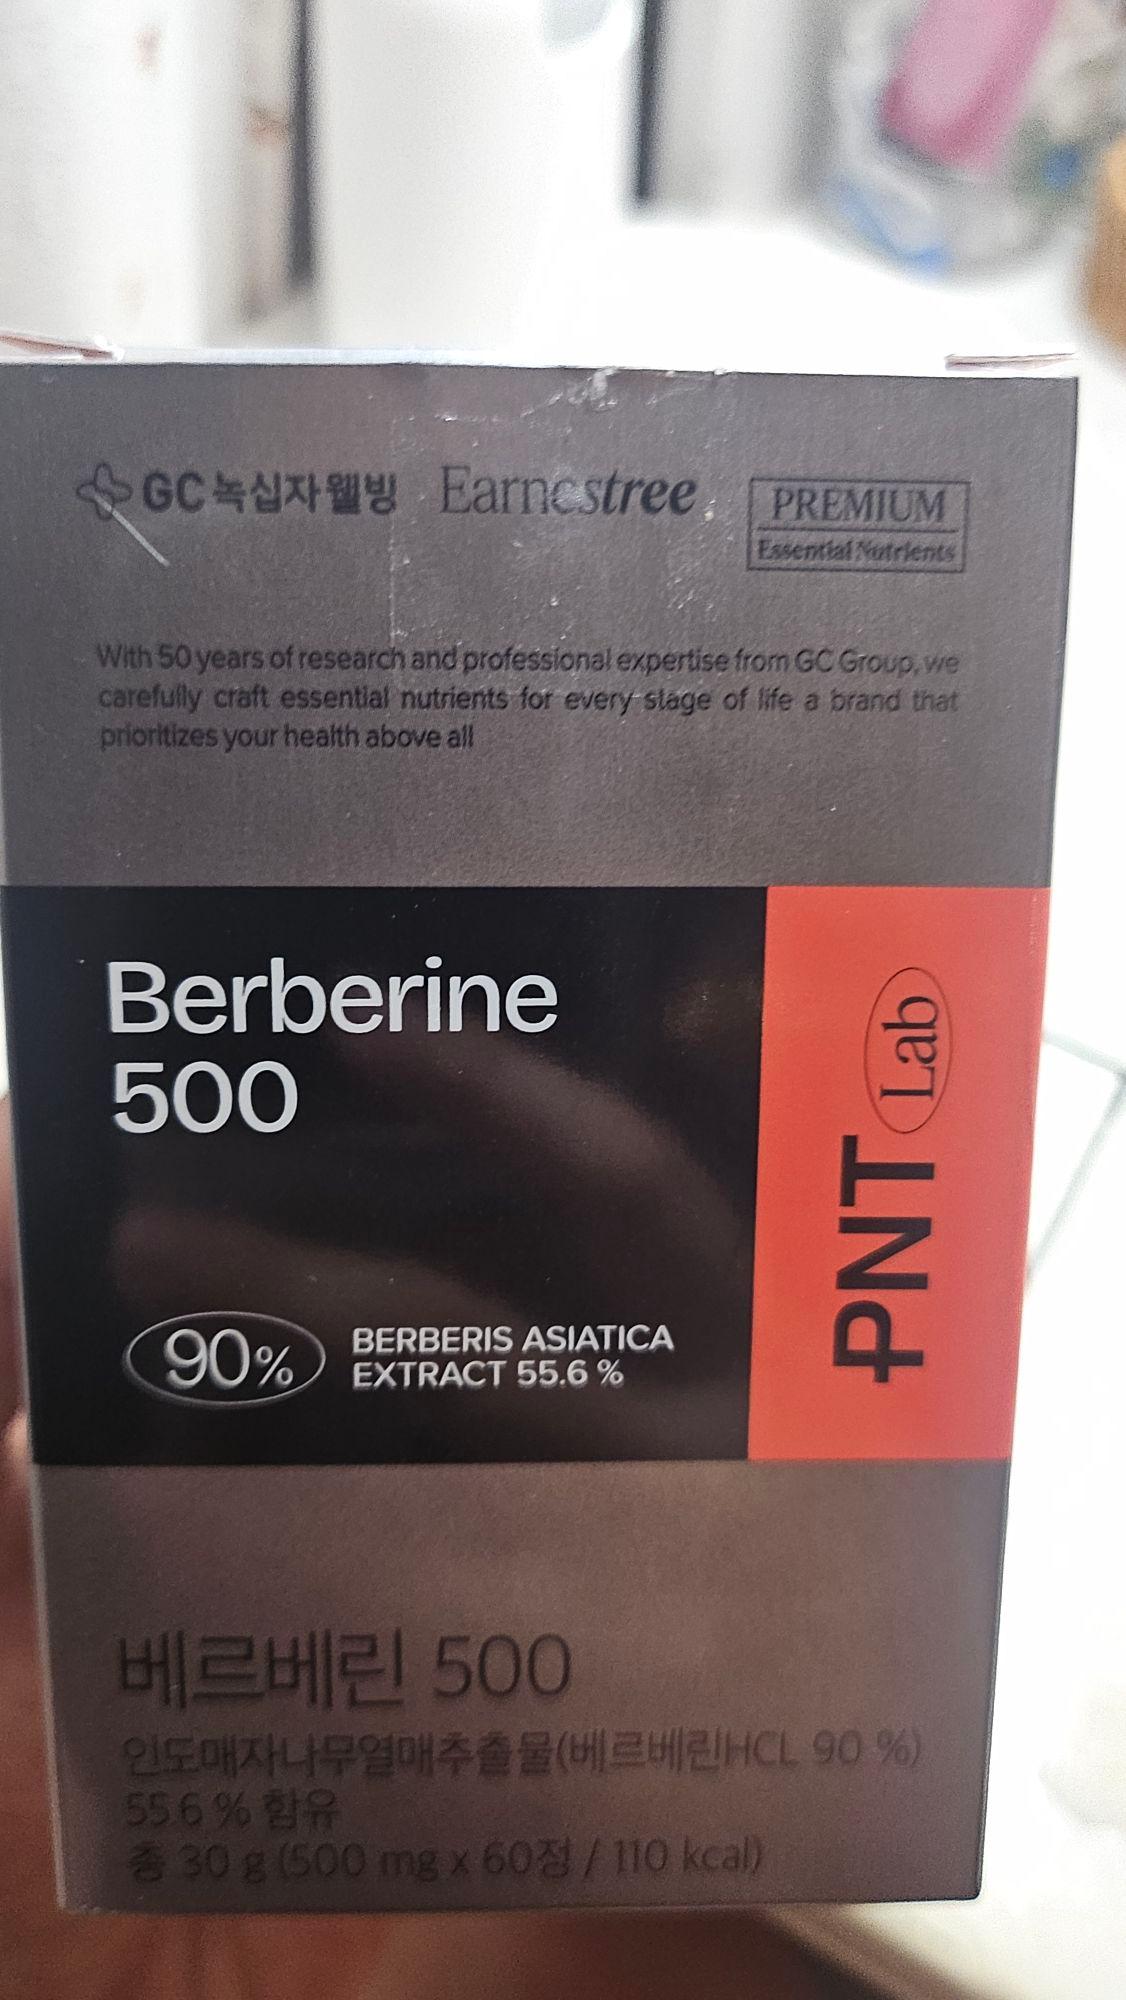 GC녹십자웰빙 Earnestree
PREMIUM
Essential Nutrients
With 50 years of research and professional expertise from GC Group, we
carefully craft essential nutrients for every stage of life a brand that
prioritizes your health above all
Berberine
500
90% BERBERIS ASIATICA
EXTRACT 55.6 %
PNT Lab
베르베린 500
인도매자나무열매추출물(베르베린HCL 90 %)
55.6 % 함유
총 30 g (500 mg x 60정 / 110 kcal)